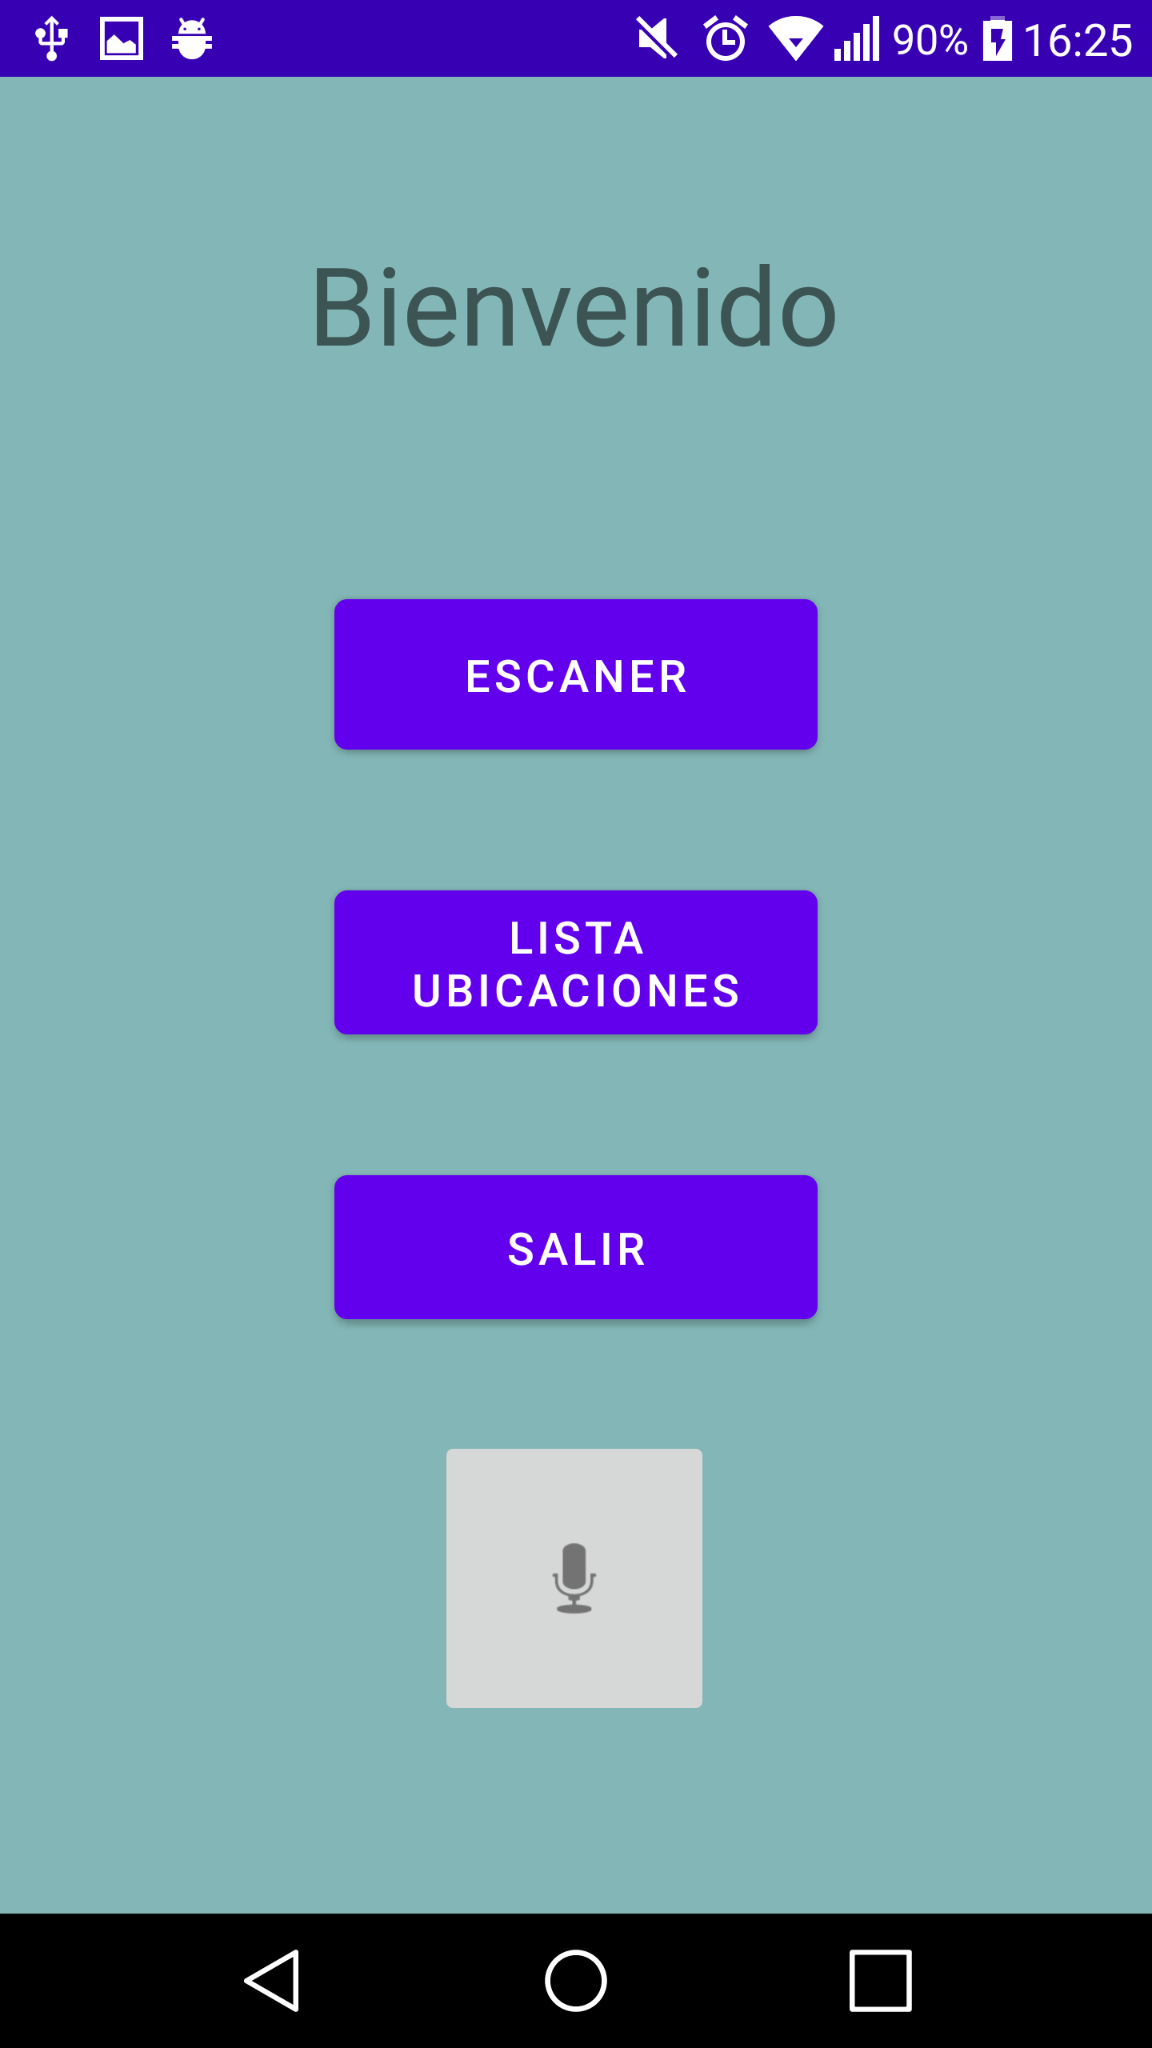 90% 16:25
Bienvenido
ESCANER
LISTA
UBICACIONES
SALIR